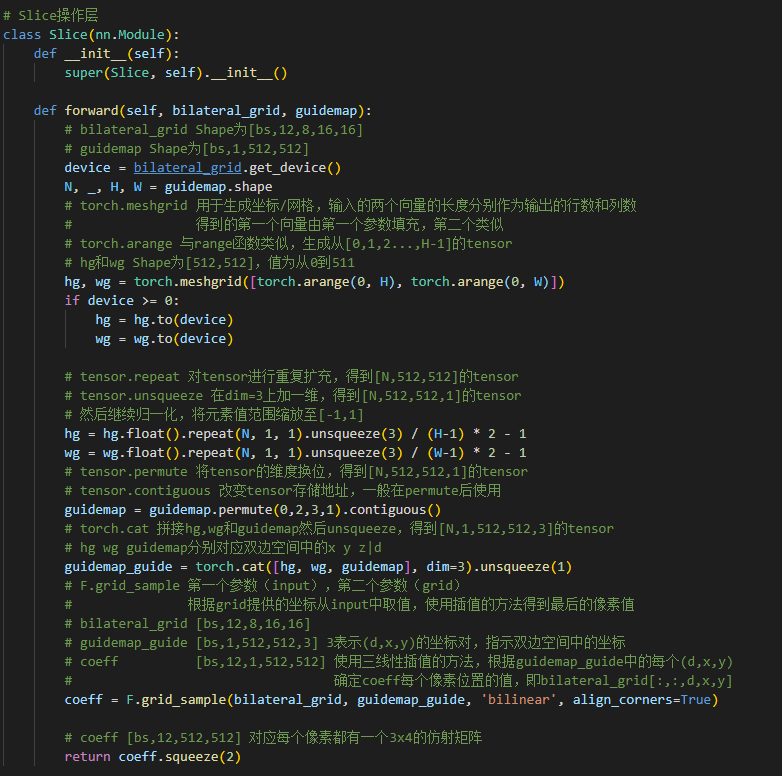 # Slice操作层
class Slice(nn.Module):
    def __init__(self):
        super(Slice, self).__init__()

    def forward(self, bilateral_grid, guidemap):
        # bilateral_grid Shape为[bs,12,8,16,16]
        # guidemap Shape为[bs,1,512,512]
        device = bilateral_grid.get_device()
        N, _, H, W = guidemap.shape
        # torch.meshgrid 用于生成坐标/网格，输入的两个向量的长度分别作为输出的行数和列数
        #                得到的第一个向量由第一个参数填充，第二个类似
        # torch.arange 与range函数类似，生成从[0,1,2...,H-1]的tensor
        # hg和wg Shape为[512,512]，值为从0到511
        hg, wg = torch.meshgrid([torch.arange(0, H), torch.arange(0, W)])
        if device >= 0:
            hg = hg.to(device)
            wg = wg.to(device)

        # tensor.repeat 对tensor进行重复扩充，得到[N,512,512]的tensor
        # tensor.unsqueeze 在dim=3上加一维，得到[N,512,512,1]的tensor
        # 然后继续归一化，将元素值范围缩放至[-1,1]
        hg = hg.float().repeat(N, 1, 1).unsqueeze(3) / (H-1) * 2 - 1
        wg = wg.float().repeat(N, 1, 1).unsqueeze(3) / (W-1) * 2 - 1
        # tensor.permute 将tensor的维度换位，得到[N,512,512,1]的tensor
        # tensor.contiguous 改变tensor存储地址，一般在permute后使用
        guidemap = guidemap.permute(0,2,3,1).contiguous()
        # torch.cat 拼接hg,wg和guidemap然后unsqueeze，得到[N,1,512,512,3]的tensor
        # hg wg guidemap分别对应双边空间中的x y z|d
        guidemap_guide = torch.cat([hg, wg, guidemap], dim=3).unsqueeze(1)
        # F.grid_sample 第一个参数（input），第二个参数（grid）
        #               根据grid提供的坐标从input中取值，使用插值的方法得到最后的像素值
        # bilateral_grid [bs,12,8,16,16]
        # guidemap_guide [bs,1,512,512,3] 3表示(d,x,y)的坐标对，指示双边空间中的坐标
        # coeff          [bs,12,1,512,512] 使用三线性插值的方法，根据guidemap_guide中的每个(d,x,y)
        #                                  确定coeff每个像素位置的值，即bilateral_grid[:,:,d,x,y]
        coeff = F.grid_sample(bilateral_grid, guidemap_guide, 'bilinear', align_corners=True)

        # coeff [bs,12,512,512] 对应每个像素都有一个3x4的仿射矩阵
        return coeff.squeeze(2)